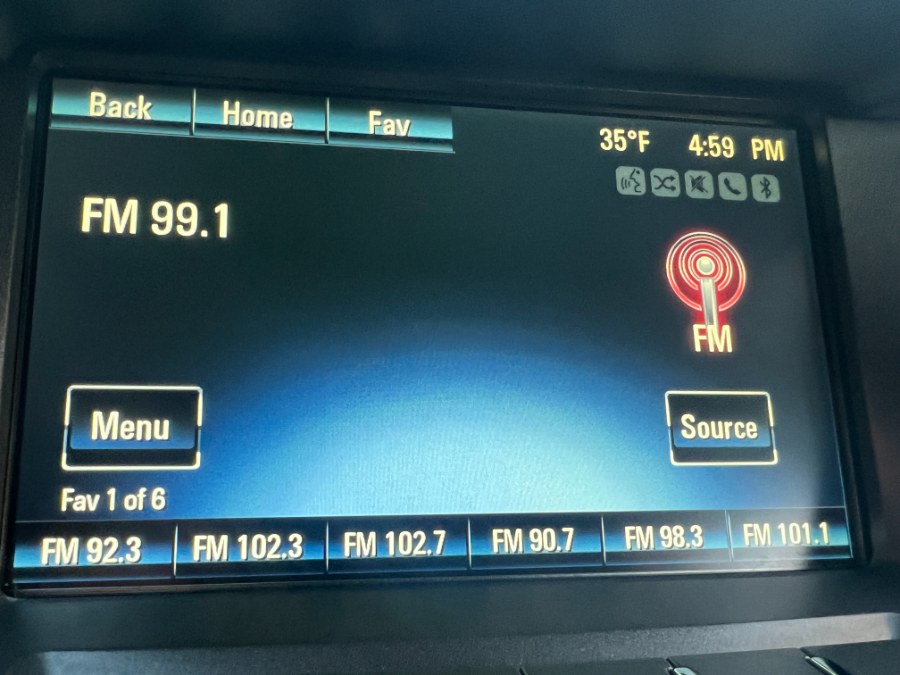 Back Home Fav
35°F 4:59 PM
FM 99.1
FM
Menu Source
Fav 1 of 6
FM 92.3 FM 102.3 FM 102.7 FM 90.7 FM 98.3 FM 101.1